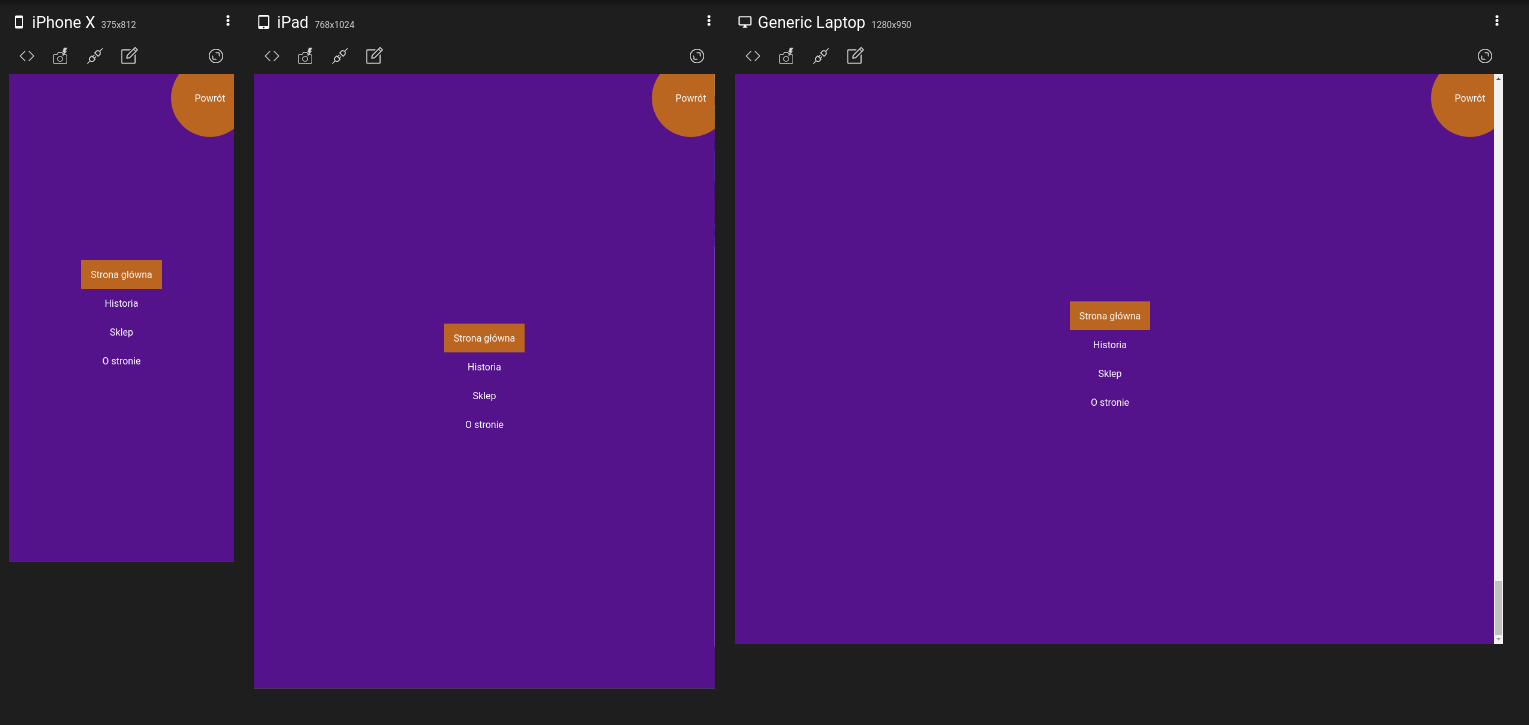 iPhone X 375x812
Powrót
Strona główna
Historia
Sklep
O stronie
iPad 768x1024
Powrót
Strona główna
Historia
Sklep
O stronie
Generic Laptop 1280x950
Powrót
Strona główna
Historia
Sklep
O stronie